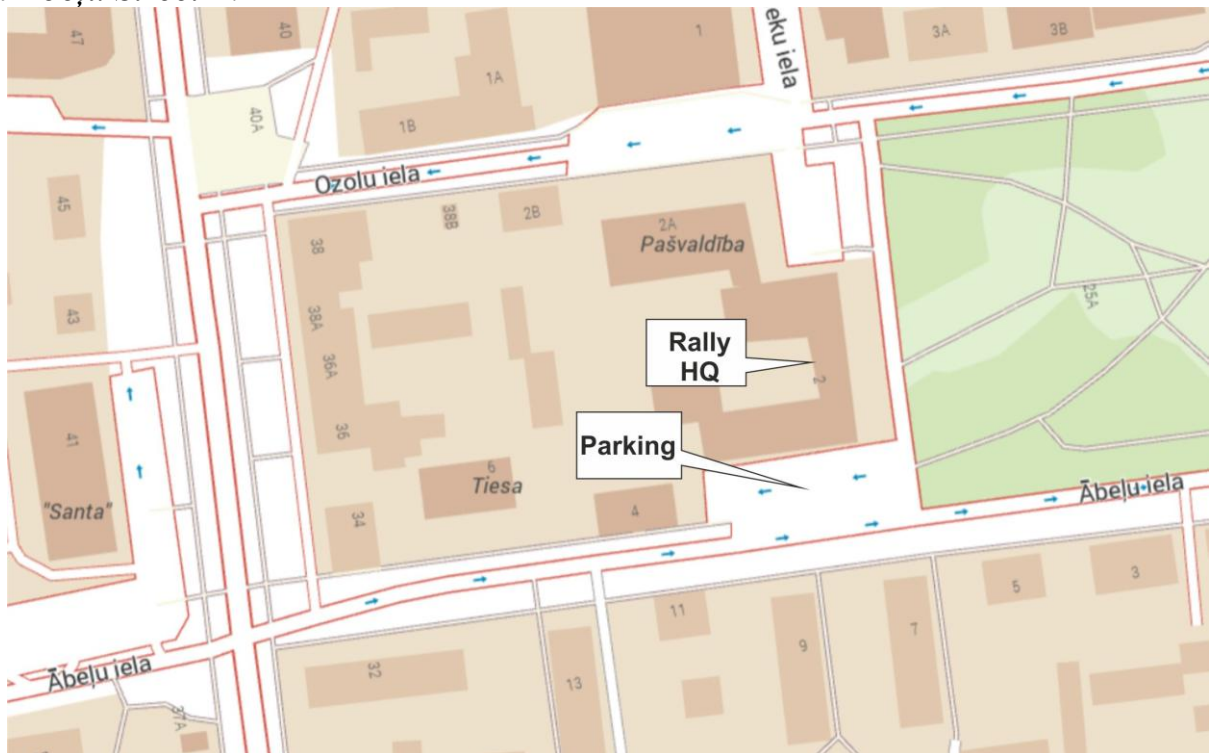 47
40
1
eku iela
3A
3B
1A
1B
40A
Ozolu iela
45
38
38B
2B
2A
Pašvaldība
25A
43
38A
36A
Rally
HQ
2
36
Parking
41
"Santa"
6
Tiesa
34
4
Ābeļu iela
11
9
7
5
3
Ābeļu iela
32
13
37A